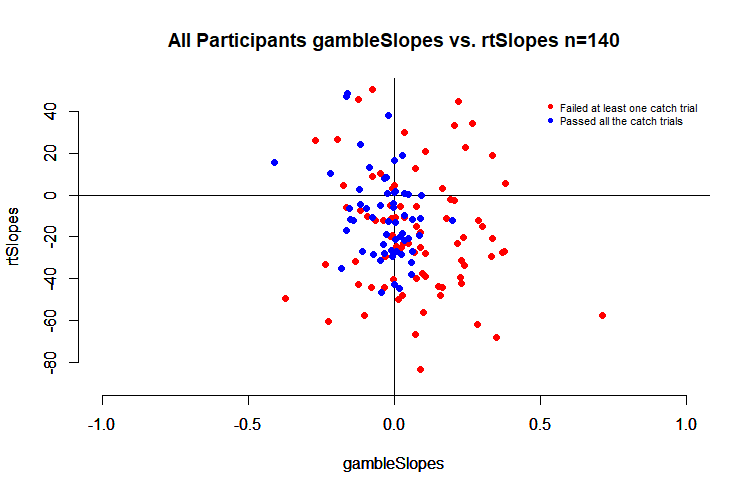 All Participants gambleSlopes vs. rtSlopes n=140
Failed at least one catch trial
Passed all the catch trials
rtSlopes
40
20
0
-20
-40
-60
-80
-1.0 -0.5 0.0 0.5 1.0
gambleSlopes